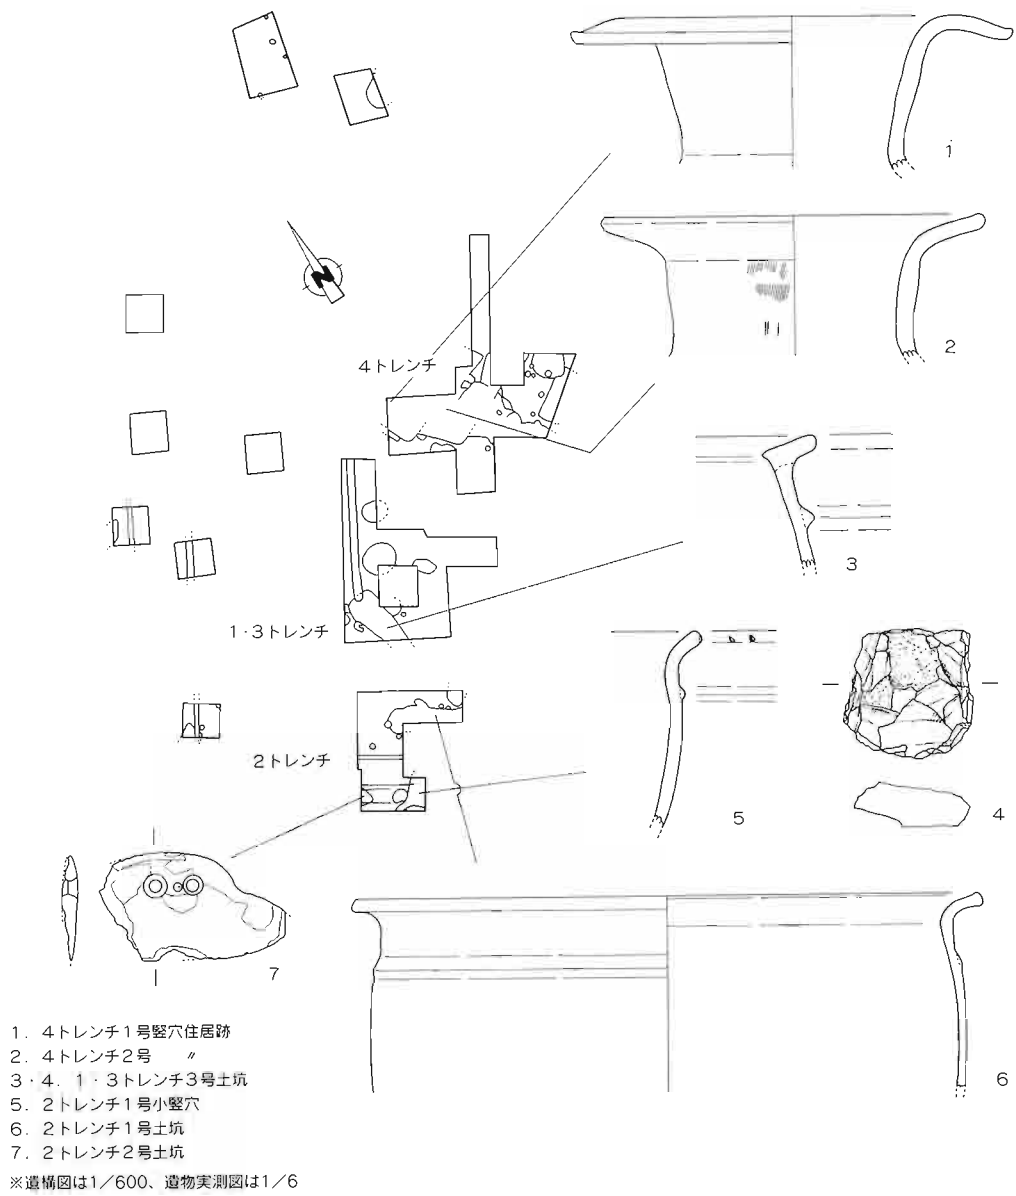 1
N
2
4トレンチ
3
1・3トレンチ
2トレンチ
5
4
7
6
1．4トレンチ1号竪穴住居跡
2．4トレンチ2号　　〃
3・4．1・3トレンチ3号土坑
5．2トレンチ1号小竪穴
6．2トレンチ1号土坑
7．2トレンチ2号土坑
※遺構図は1／600、遺物実測図は1／6